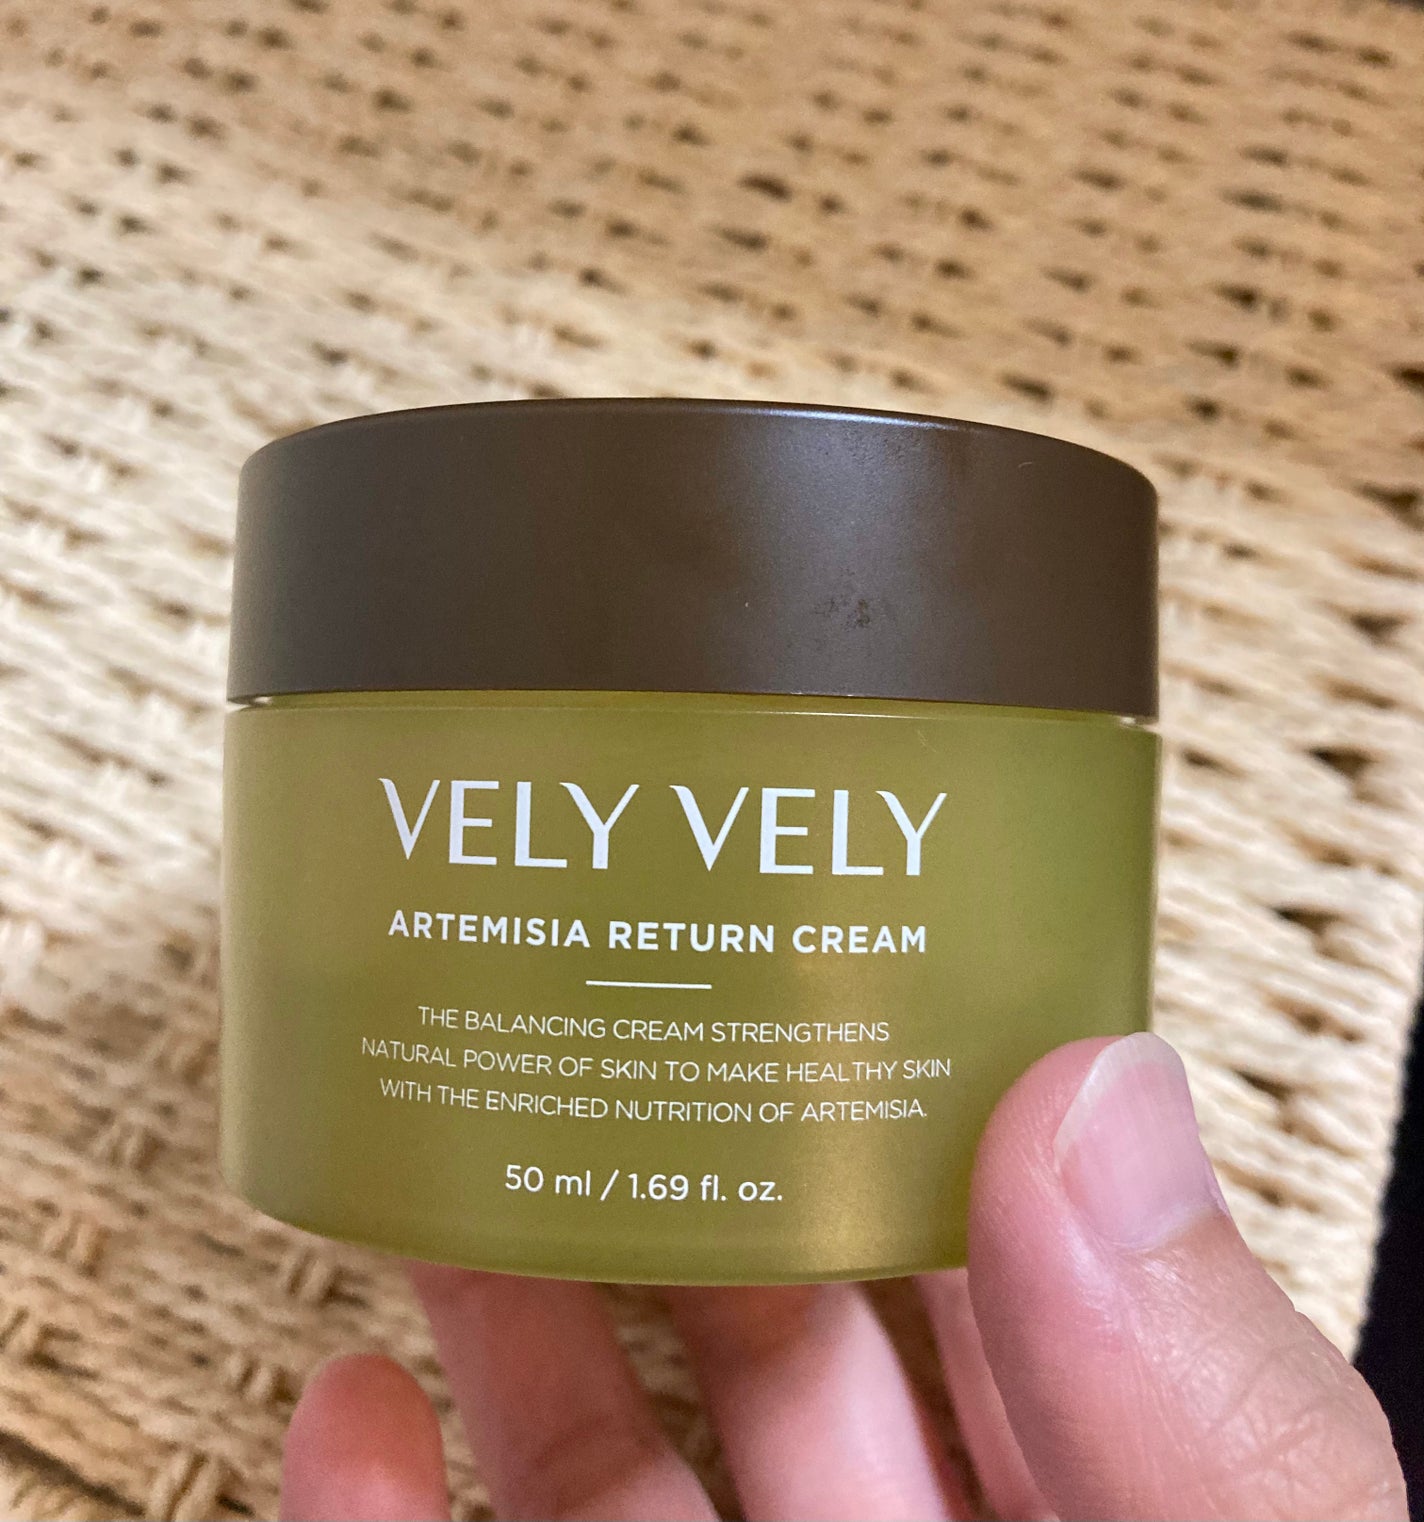 VELY VELY
ARTEMISIA RETURN CREAM
THE BALANCING CREAM STRENGTHENS
NATURAL POWER OF SKIN TO MAKE HEALTHY SKIN
WITH THE ENRICHED NUTRITION OF ARTEMISIA.
50 ml / 1.69 fl. oz.